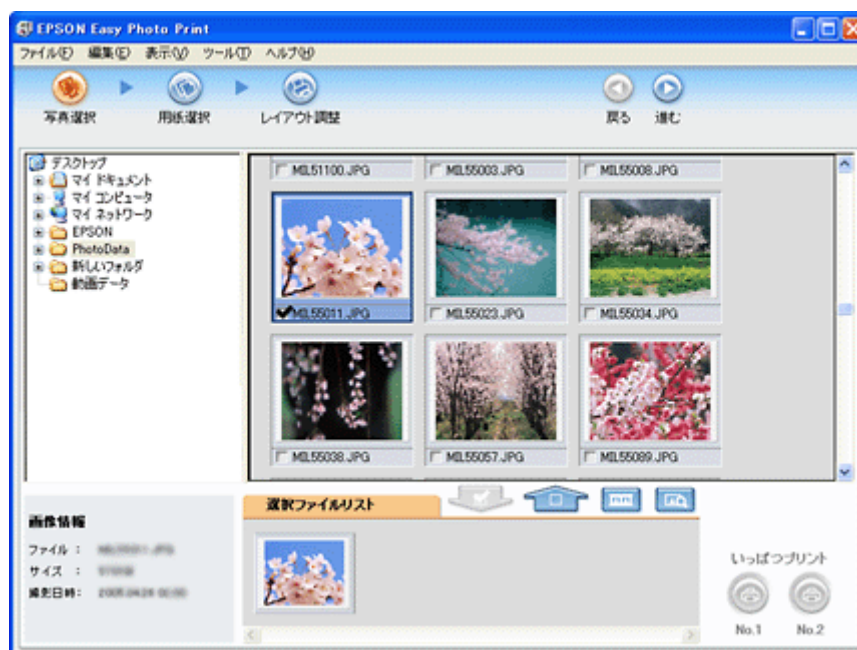 EPSON Easy Photo Print
ファイル(F) 編集(E) 表示(V) ツール(T) ヘルプ(H)
写真選択 用紙選択 レイアウト調整 戻る 進む
デスクトップ
マイ ドキュメント
マイ コンピュータ
マイ ネットワーク
EPSON
PhotoData
新しいフォルダ
動画データ
MIL51100.JPG MIL55003.JPG MIL55008.JPG
MIL55011.JPG MIL55023.JPG MIL55034.JPG
MIL55038.JPG MIL55057.JPG MIL55089.JPG
画像情報
ファイル :
サイズ :
撮影日時:
選択ファイルリスト
いっぱつプリント
No.1 No.2